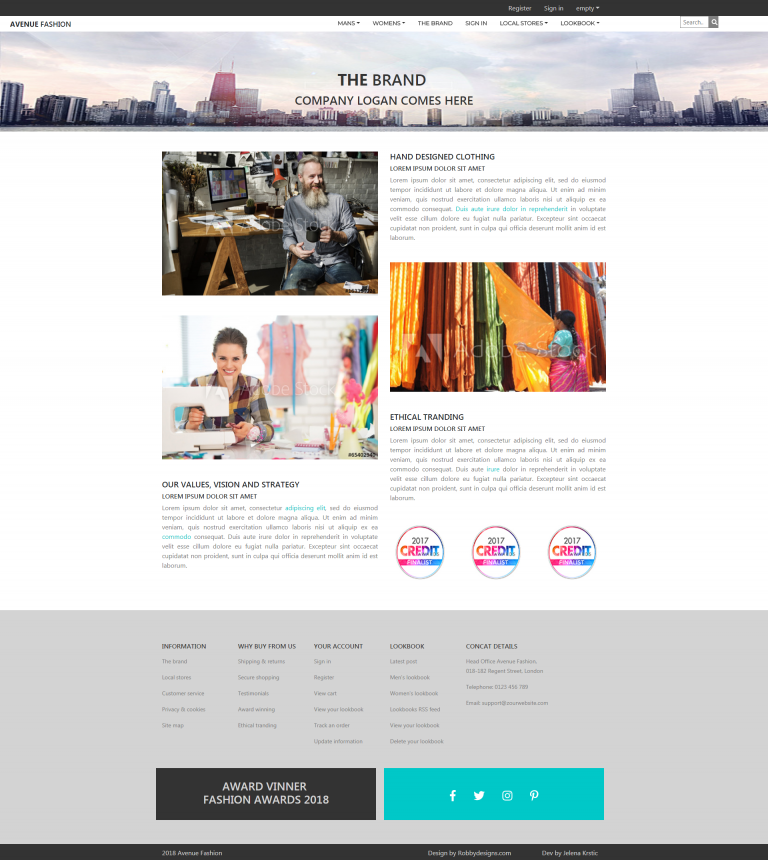 Register Sign in empty
AVENUE FASHION MANS WOMENS THE BRAND SIGN IN LOCAL STORES LOOKBOOK Search..
THE BRAND
COMPANY LOGAN COMES HERE
Adobe Stock
HAND DESIGNED CLOTHING
LOREM IPSUM DOLOR SIT AMET
Lorem ipsum dolor sit amet, consectetur adipiscing elit, sed do eiusmod
tempor incididunt ut labore et dolore magna aliqua. Ut enim ad minim
veniam, quis nostrud exercitation ullamco laboris nisi ut aliquip ex ea
commodo consequat. Duis aute irure dolor in reprehenderit in voluptate
velit esse cillum dolore eu fugiat nulla pariatur. Excepteur sint occaecat
cupidatat non proident, sunt in culpa qui officia deserunt mollit anim id est
laborum.
Adobe Stock
Adobe Stock
#65402942
ETHICAL TRANDING
LOREM IPSUM DOLOR SIT AMET
Lorem ipsum dolor sit amet, consectetur adipiscing elit, sed do eiusmod
tempor incididunt ut labore et dolore magna aliqua. Ut enim ad minim
veniam, quis nostrud exercitation ullamco laboris nisi ut aliquip ex ea
commodo consequat. Duis aute irure dolor in reprehenderit in voluptate
velit esse cillum dolore eu fugiat nulla pariatur. Excepteur sint occaecat
cupidatat non proident, sunt in culpa qui officia deserunt mollit anim id est
laborum.
OUR VALUES, VISION AND STRATEGY
LOREM IPSUM DOLOR SIT AMET
Lorem ipsum dolor sit amet, consectetur adipiscing elit, sed do eiusmod
tempor incididunt ut labore et dolore magna aliqua. Ut enim ad minim
veniam, quis nostrud exercitation ullamco laboris nisi ut aliquip ex ea
commodo consequat. Duis aute irure dolor in reprehenderit in voluptate
velit esse cillum dolore eu fugiat nulla pariatur. Excepteur sint occaecat
cupidatat non proident, sunt in culpa qui officia deserunt mollit anim id est
laborum.
2017 CREDIT FINALIST
2017 CREDIT FINALIST
2017 CREDIT FINALIST
INFORMATION
The brand
Local stores
Customer service
Privacy & cookies
Site map
WHY BUY FROM US
Shipping & returns
Secure shopping
Testimonials
Award winning
Ethical tranding
YOUR ACCOUNT
Sign in
Register
View cart
View your lookbook
Track an order
Update information
LOOKBOOK
Latest post
Men's lookbook
Women's lookbook
Lookbooks RSS feed
View your lookbook
Delete your lookbook
CONCAT DETAILS
Head Office Avenue Fashion,
018-182 Regent Street, London
Telephone: 0123 456 789
Email: support@yourwebsite.com
AWARD VINNER
FASHION AWARDS 2018
2018 Avenue Fashion Design by Robbydesigns.com Dev by Jelena Krstic